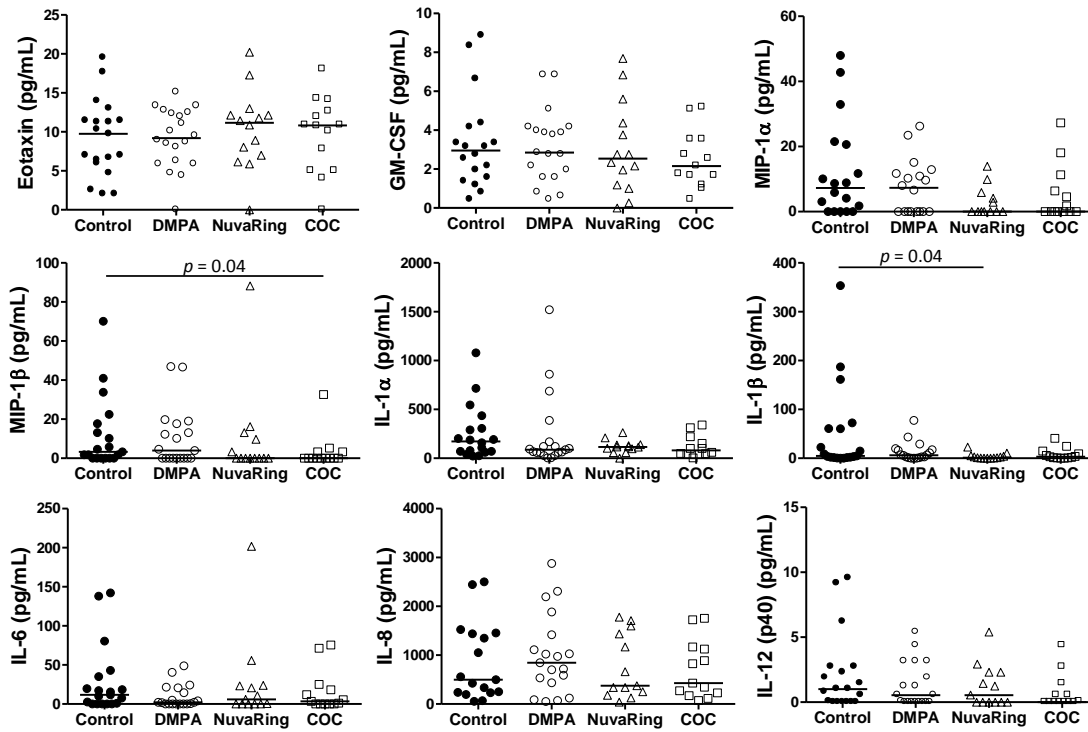 Eotaxin (pg/mL)
25
20
15
10
5
0
Control DMPA NuvaRing COC
GM-CSF (pg/mL)
10
8
6
4
2
0
Control DMPA NuvaRing COC
MIP-1α (pg/mL)
60
40
20
0
Control DMPA NuvaRing COC
MIP-1β (pg/mL)
100
80
60
40
20
0
p = 0.04
Control DMPA NuvaRing COC
IL-1α (pg/mL)
2000
1500
1000
500
0
Control DMPA NuvaRing COC
IL-1β (pg/mL)
400
300
200
100
0
p = 0.04
Control DMPA NuvaRing COC
IL-6 (pg/mL)
250
200
150
100
50
0
Control DMPA NuvaRing COC
IL-8 (pg/mL)
4000
3000
2000
1000
0
Control DMPA NuvaRing COC
IL-12 (p40) (pg/mL)
15
10
5
0
Control DMPA NuvaRing COC